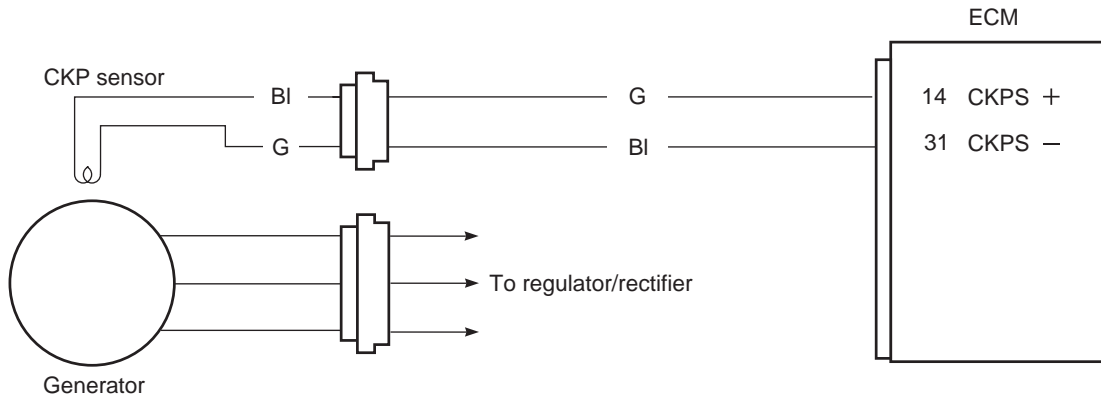 ECM
CKP sensor
Bl G 14 CKPS +
G Bl 31 CKPS −
To regulator/rectifier
Generator